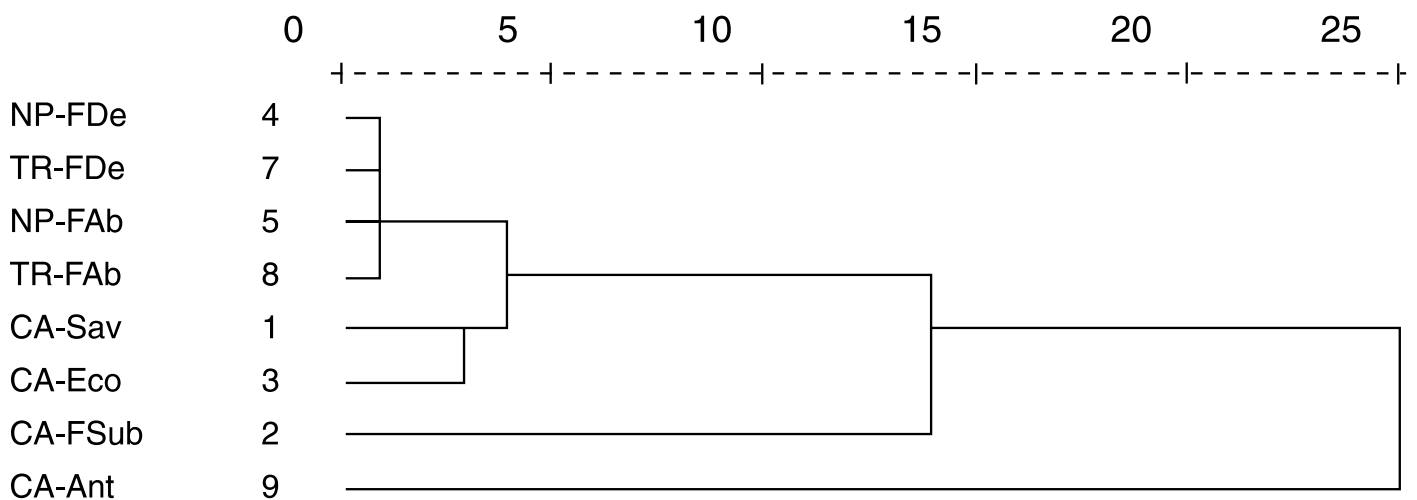 0 5 10 15 20 25
NP-FDe 4
TR-FDe 7
NP-FAb 5
TR-FAb 8
CA-Sav 1
CA-Eco 3
CA-FSub 2
CA-Ant 9